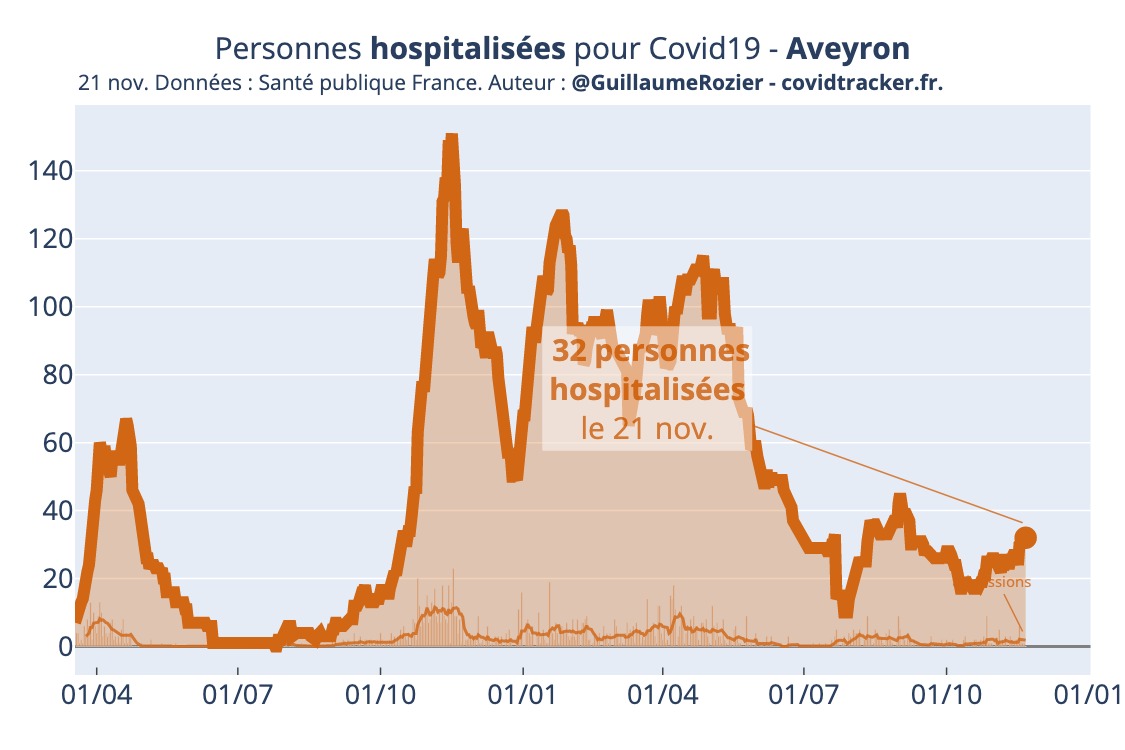 Personnes hospitalisées pour Covid19 - Aveyron
21 nov. Données : Santé publique France. Auteur : @GuillaumeRozier - covidtracker.fr.
140
120
100
80
60
40
20
0
32 personnes
hospitalisées
le 21 nov.
01/04 01/07 01/10 01/01 01/04 01/07 01/10 01/01